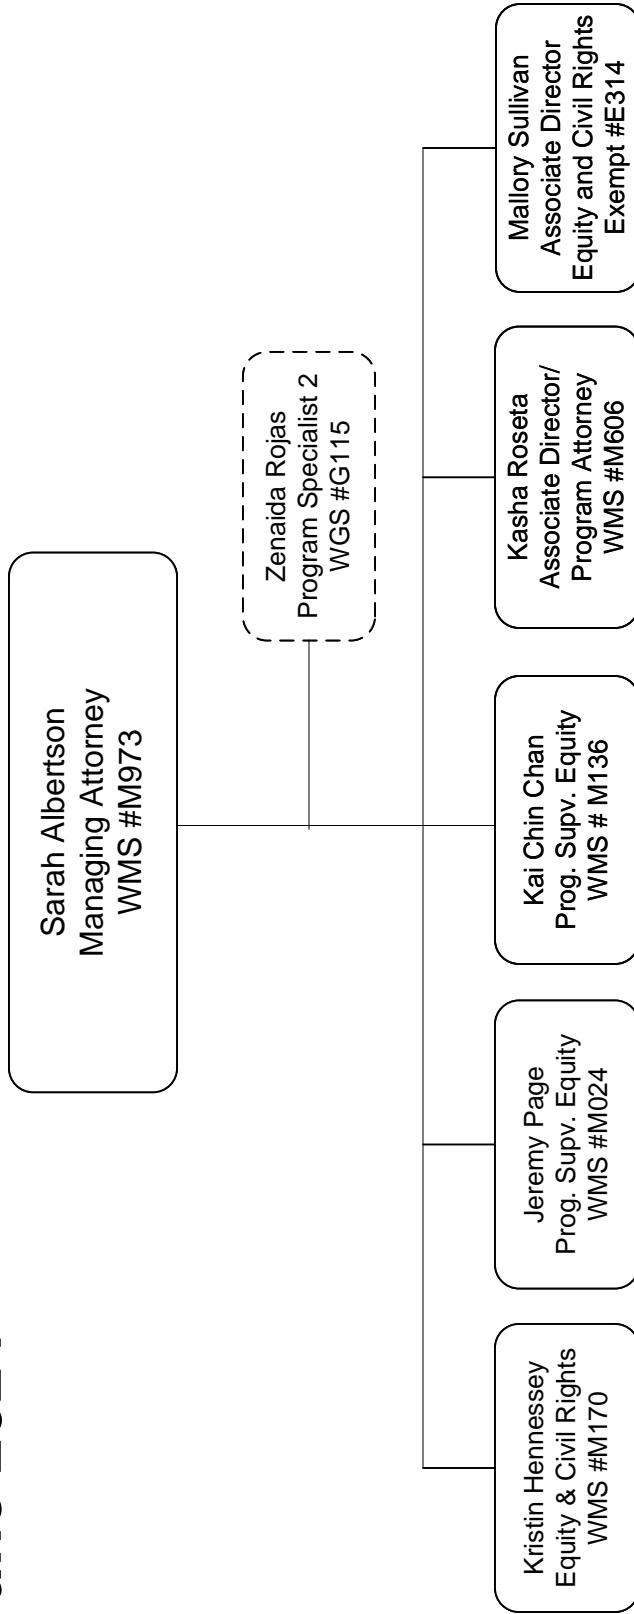 Sarah Albertson
Managing Attorney
WMS #M973
Zenaida Rojas
Program Specialist 2
WGS #G115
Kristin Hennessey
Equity & Civil Rights
WMS #M170
Jeremy Page
Prog. Supv. Equity
WMS #M024
Kai Chin Chan
Prog. Supv. Equity
WMS # M136
Kasha Roseta
Associate Director/
Program Attorney
WMS #M606
Mallory Sullivan
Associate Director
Equity and Civil Rights
Exempt #E314